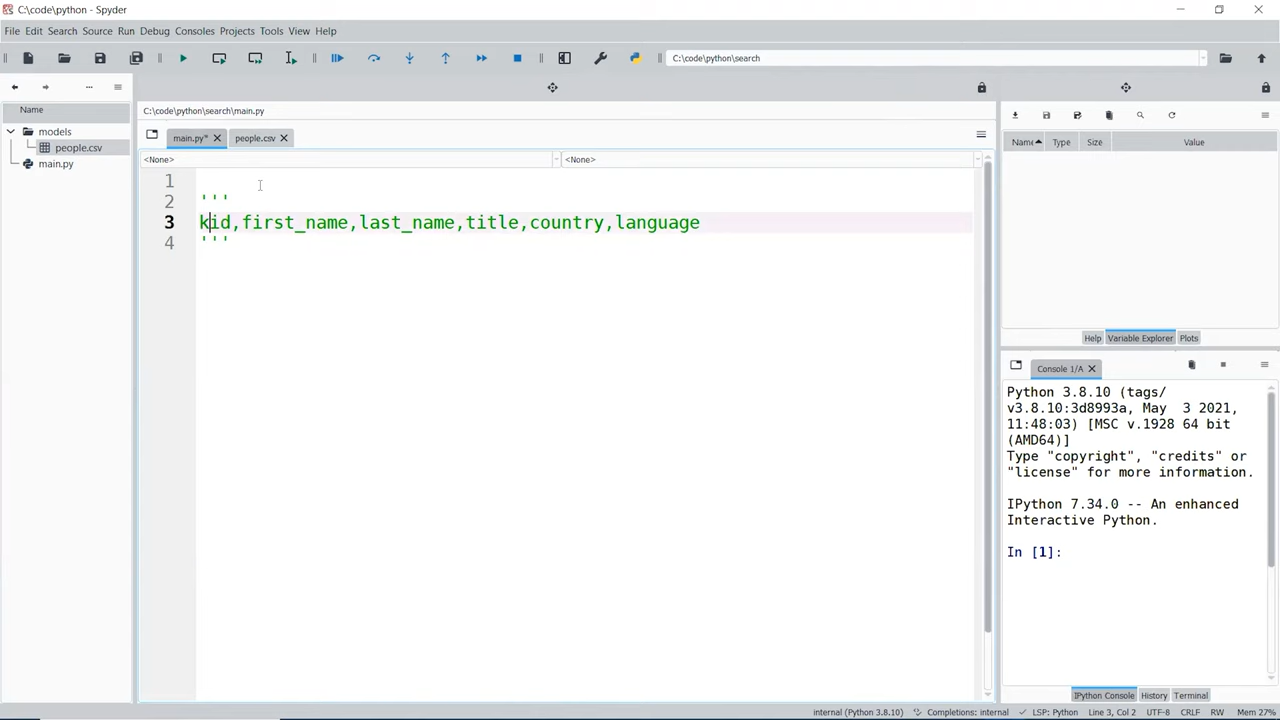 C:\code\python - Spyder
File Edit Search Source Run Debug Consoles Projects Tools View Help
C:\code\python\search
C:\code\python\search\main.py
Name
models
people.csv
main.py
main.py* people.csv
<None> <None>
1
2 '''
3 kid,first_name,last_name,title,country,language
4 '''
Name Type Size Value
Help Variable Explorer Plots
Console 1/A
Python 3.8.10 (tags/
v3.8.10:3d8993a, May  3 2021,
11:48:03) [MSC v.1928 64 bit
(AMD64)]
Type "copyright", "credits" or
"license" for more information.
IPython 7.34.0 -- An enhanced
Interactive Python.
In [1]:
IPython Console History Terminal
internal (Python 3.8.10) Completions: internal LSP: Python Line 3, Col 2 UTF-8 CRLF RW Mem 27%